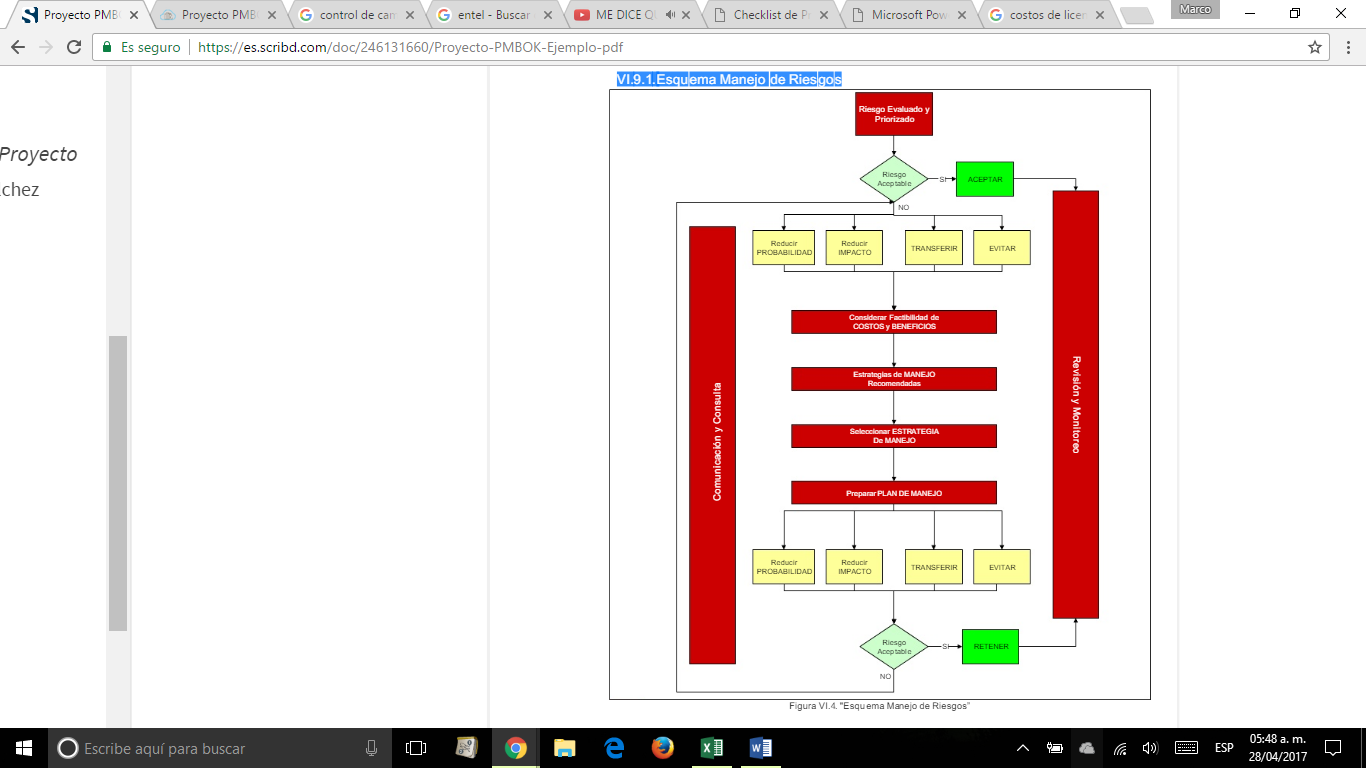 Proyecto PMB
Proyecto PMB
control de can
entel - Buscar
ME DICE Q
Checklist de P
Microsoft Pow
costos de licen
Marco
Es seguro
https://es.scribd.com/doc/246131660/Proyecto-PMBOK-Ejemplo-pdf
Proyecto
chez
VI.9.1.Esquema Manejo de Riesgos
Riesgo Evaluado y
Priorizado
Riesgo
Aceptable
SI
ACEPTAR
NO
Reducir
PROBABILIDAD
Reducir
IMPACTO
TRANSFERIR
EVITAR
Considerar Factibilidad de
COSTOS y BENEFICIOS
Estrategias de MANEJO
Recomendadas
Seleccionar ESTRATEGIA
De MANEJO
Preparar PLAN DE MANEJO
Reducir
PROBABILIDAD
Reducir
IMPACTO
TRANSFERIR
EVITAR
Riesgo
Aceptable
SI
RETENER
NO
Comunicación y Consulta
Revisión y Monitoreo
Figura VI.4. "Esquema Manejo de Riesgos"
Escribe aquí para buscar
ESP
05:48 a. m.
28/04/2017